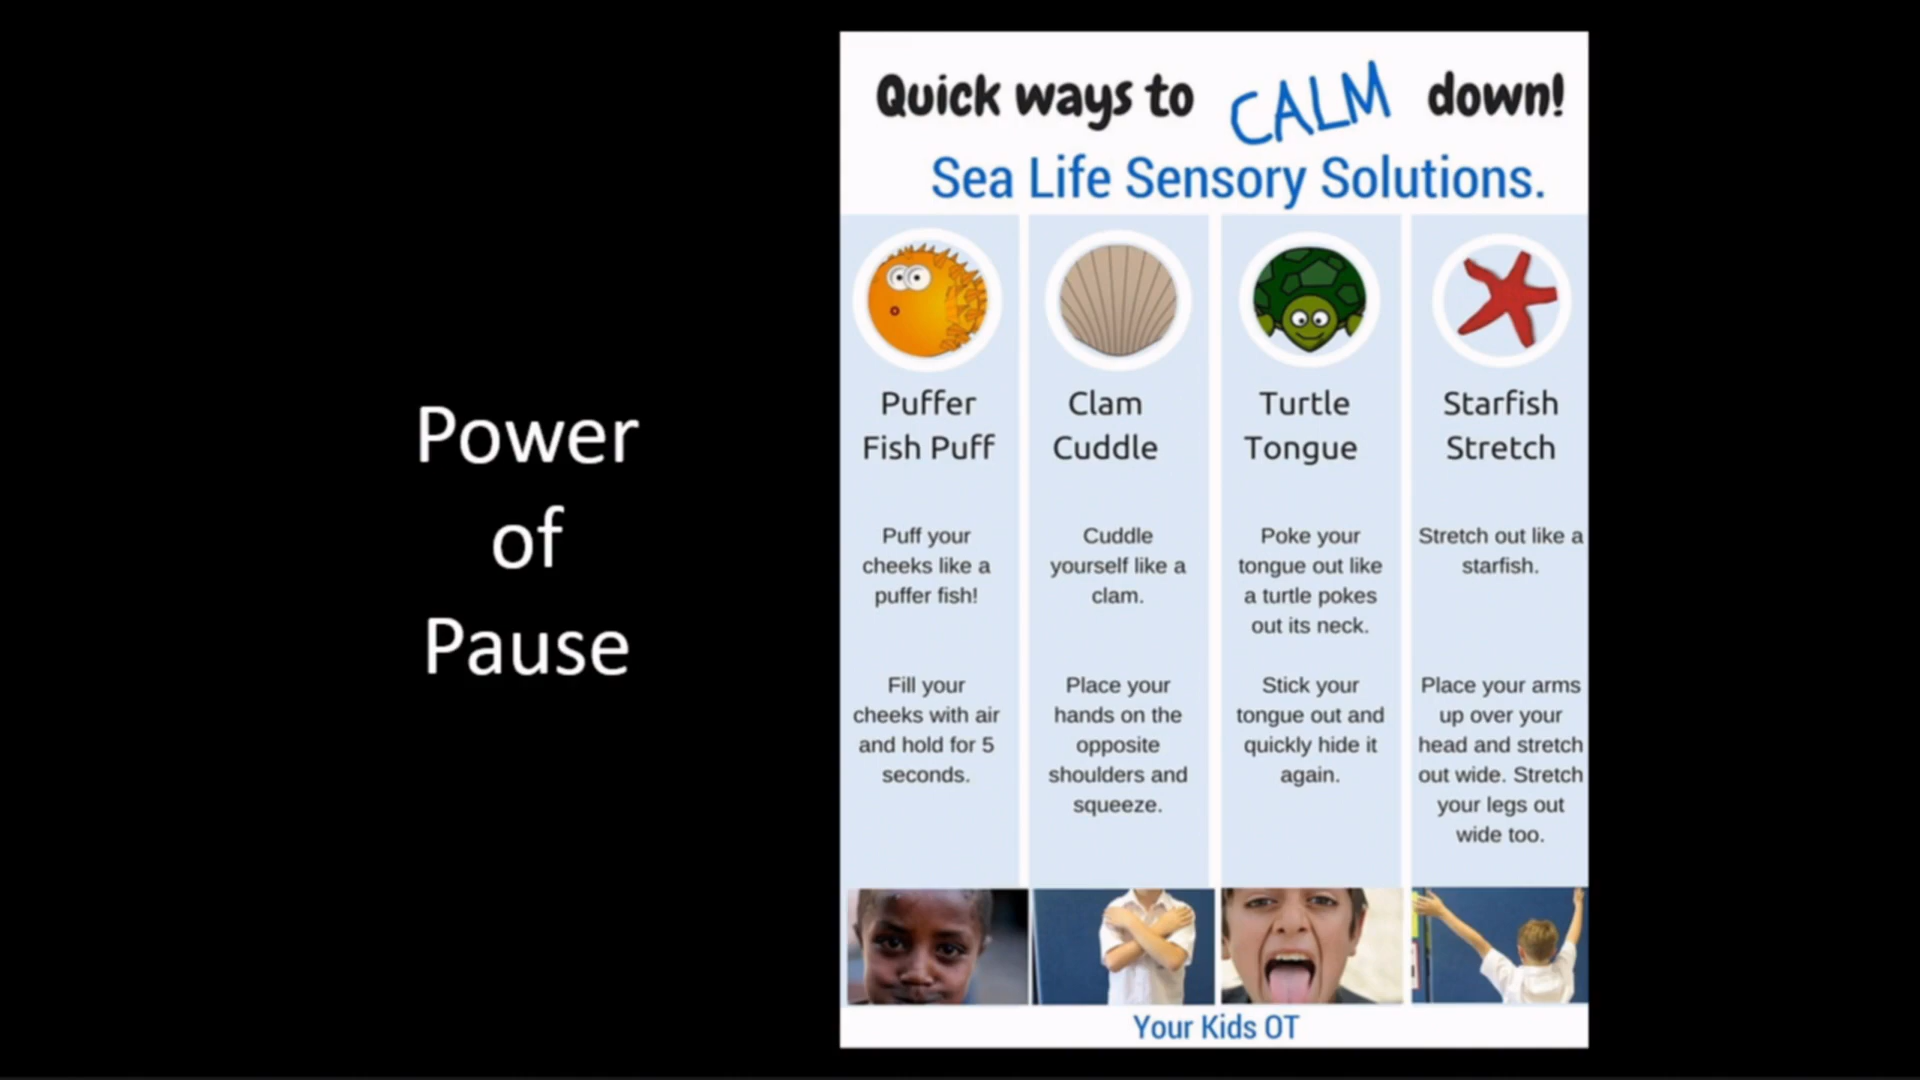 Power
of
Pause
Quick ways to CALM down!
Sea Life Sensory Solutions.
Puffer
Fish Puff
Puff your
cheeks like a
puffer fish!
Fill your
cheeks with air
and hold for 5
seconds.
Clam
Cuddle
Cuddle
yourself like a
clam.
Place your
hands on the
opposite
shoulders and
squeeze.
Turtle
Tongue
Poke your
tongue out like
a turtle pokes
out its neck.
Stick your
tongue out and
quickly hide it
again.
Starfish
Stretch
Stretch out like a
starfish.
Place your arms
up over your
head and stretch
out wide. Stretch
your legs out
wide too.
Your Kids OT